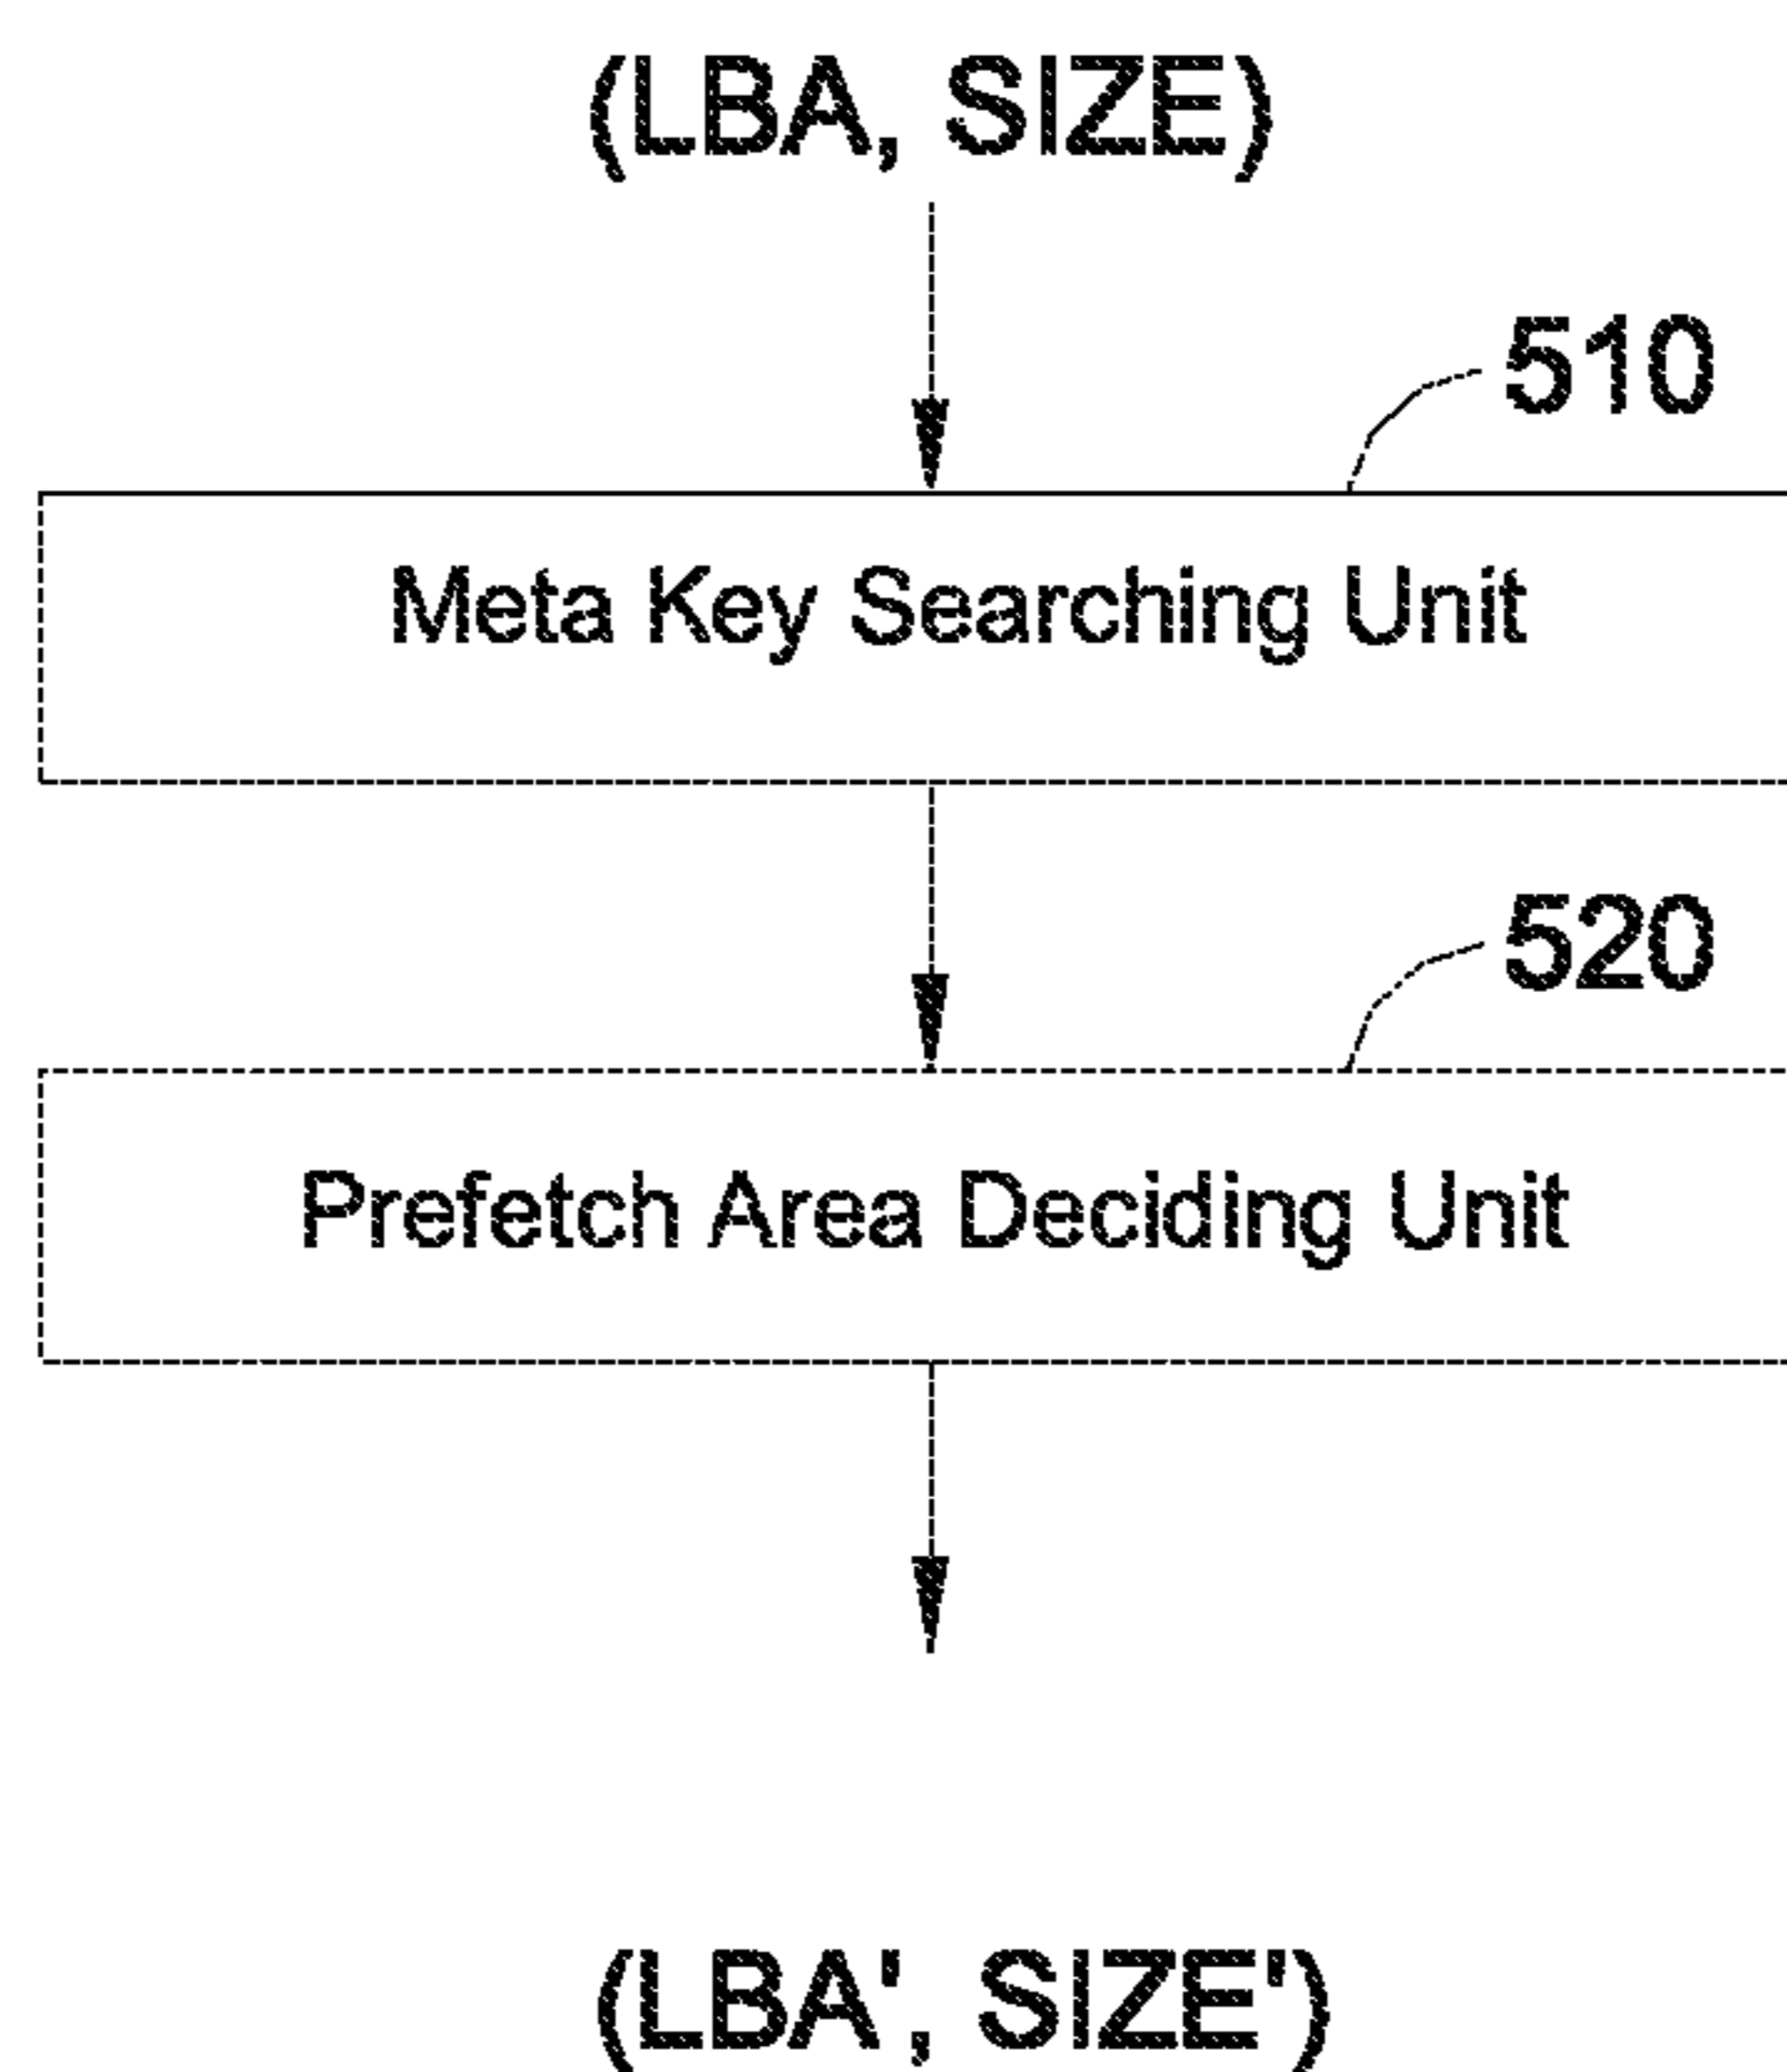 (LBA, SIZE)
510
Meta Key Searching Unit
520
Prefetch Area Deciding Unit
(LBA', SIZE')